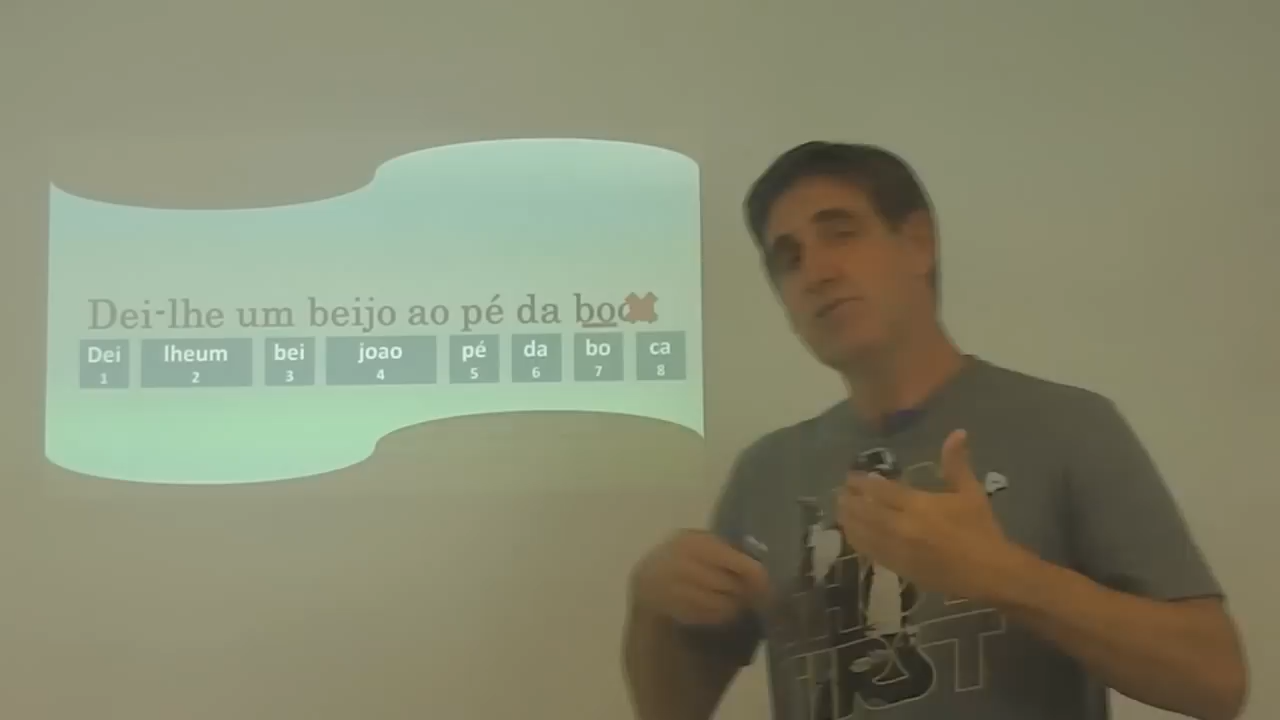 Dei-lhe um beijo ao pé da boc
Dei lheum bei joao pé da bo ca
1 2 3 4 5 6 7 8